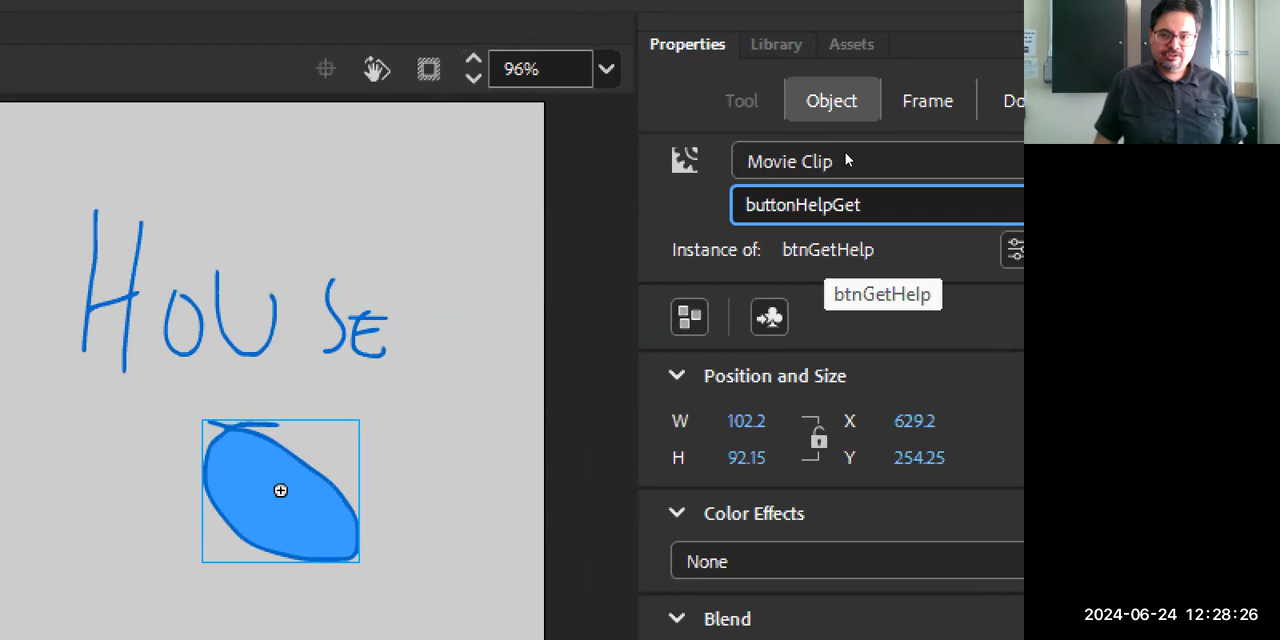 Properties Library Assets
96%
Tool Object Frame Do
Movie Clip
buttonHelpGet
Instance of: btnGetHelp
btnGetHelp
HOUSE
Position and Size
W 102.2 X 629.2
H 92.15 Y 254.25
Color Effects
None
Blend
2024-06-24 12:28:26